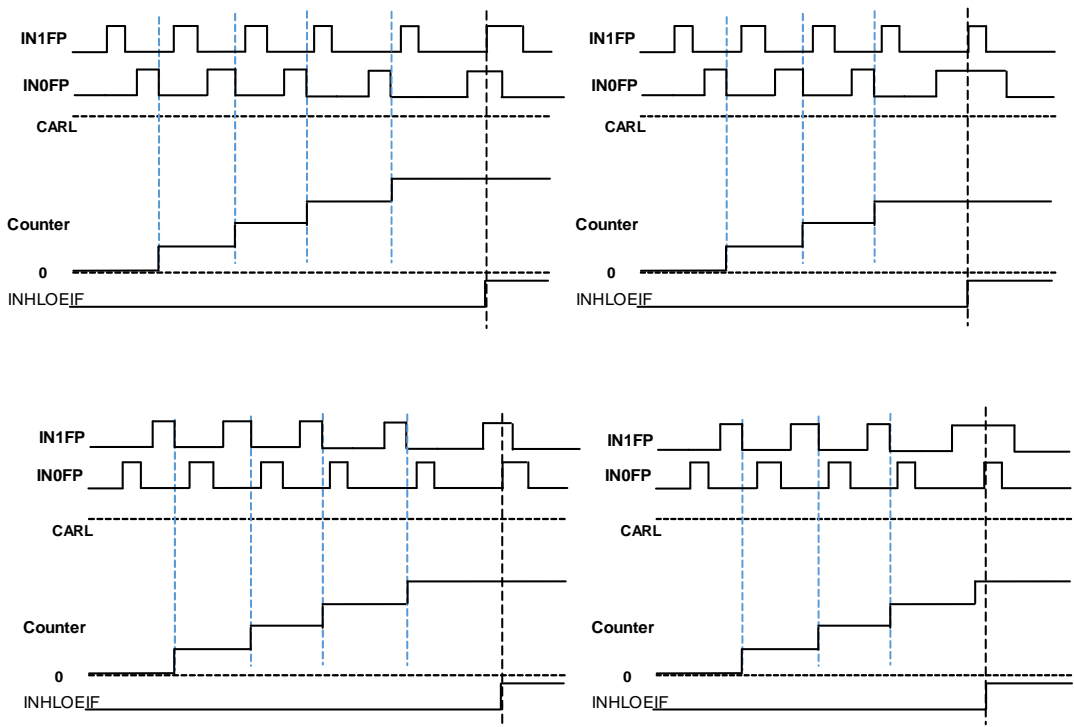 IN1FP
IN0FP
CARL
Counter
0
INHLOEIF
IN1FP
IN0FP
CARL
Counter
0
INHLOEIF
IN1FP
IN0FP
CARL
Counter
0
INHLOEIF
IN1FP
IN0FP
CARL
Counter
0
INHLOEIF